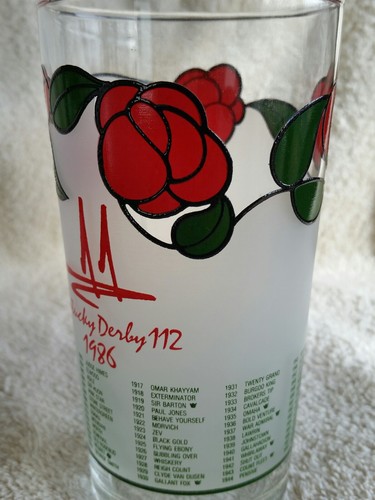 ucky Derby 112
1986
1917 OMAR KHAYYAM
1918 EXTERMINATOR
1919 SIR BARTON
1920 PAUL JONES
1921 BEHAVE YOURSELF
1922 MORVICH
1923 ZEV
1924 BLACK GOLD
1925 FLYING EBONY
1926 BUBBLING OVER
1927 WHISKERY
1928 REIGH COUNT
1929 CLYDE VAN DUSEN
1930 GALLANT FOX
1931 TWENTY GRAND
1932 BURGOO KING
1933 BROKERS TIP
1934 CAVALCADE
1935 OMAHA
1936 BOLD VENTURE
1937 WAR ADMIRAL
1938 LAWRIN
1939 JOHNSTOWN
1940 GALLAHADION
1941 WHIRLAWAY
1942 SHUT OUT
1943 COUNT FLEET
1944 PENSIVE